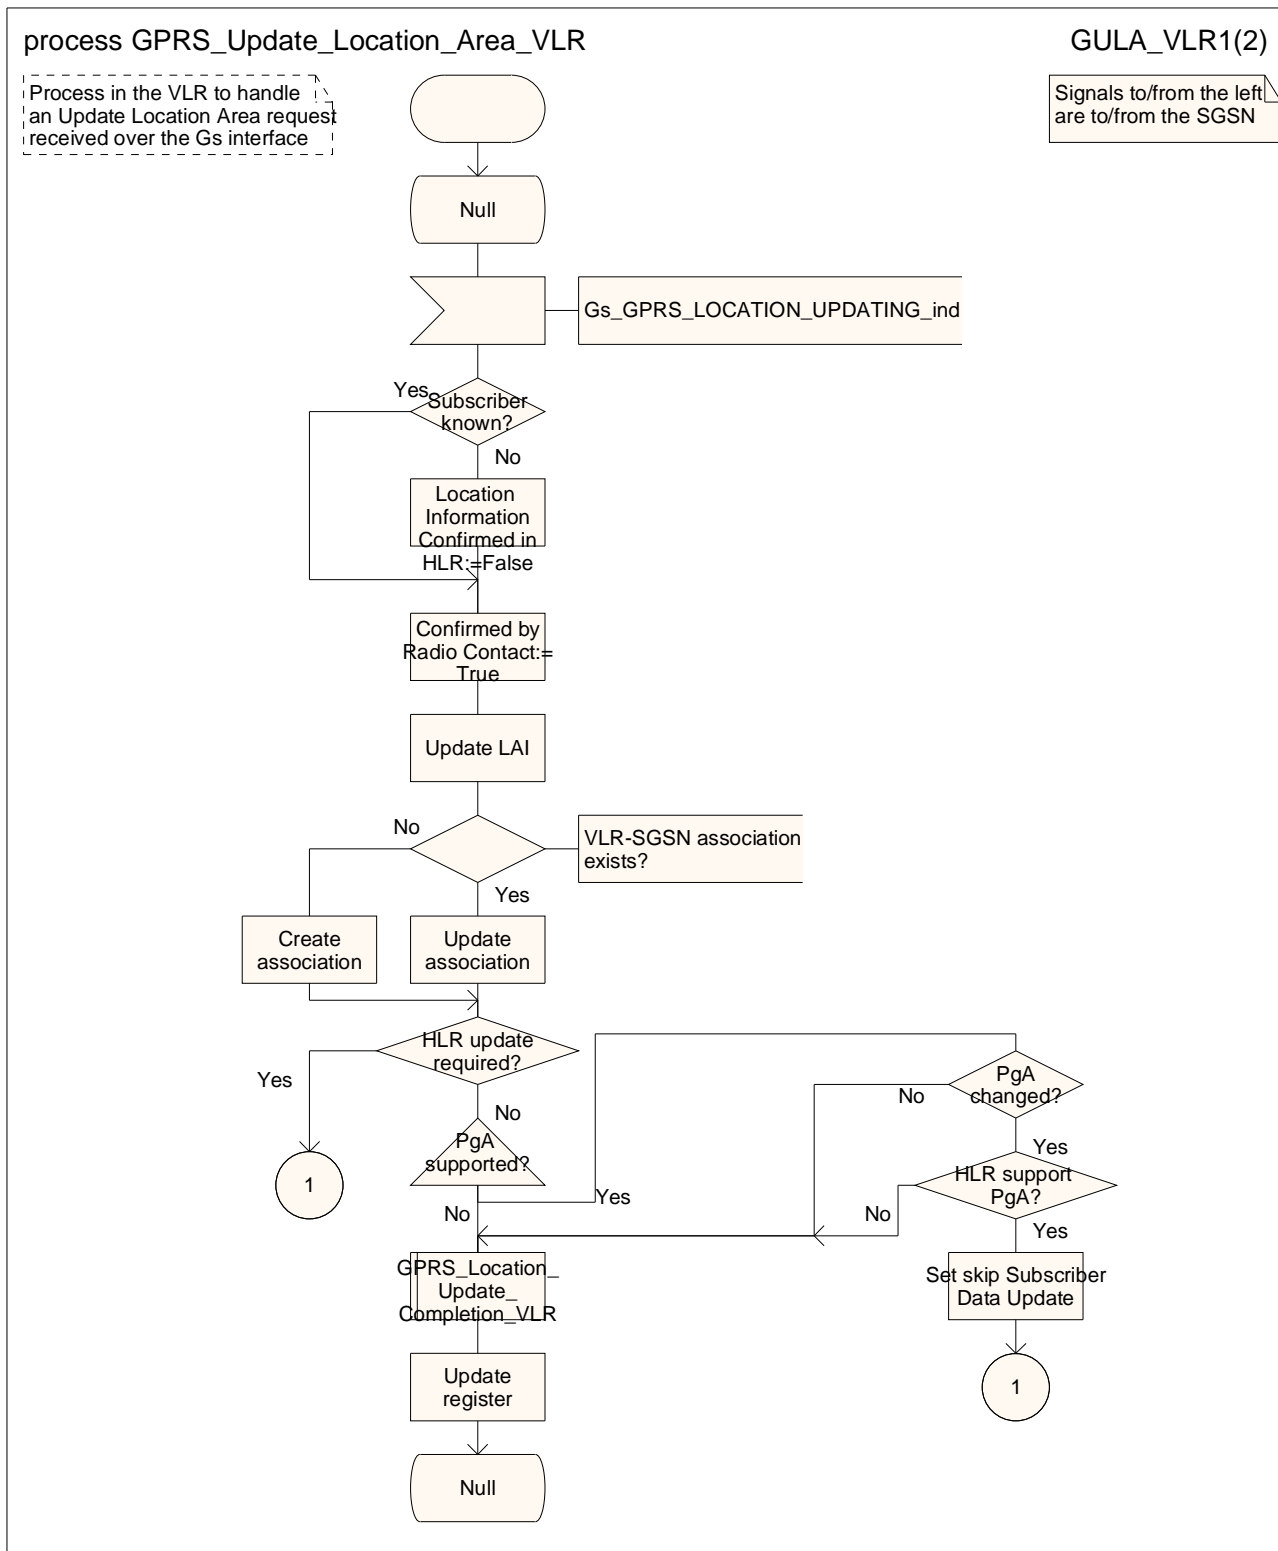 process GPRS_Update_Location_Area_VLR
GULA_VLR1(2)
Process in the VLR to handle
an Update Location Area request
received over the Gs interface
Signals to/from the left
are to/from the SGSN
Null
Gs_GPRS_LOCATION_UPDATING_ind
Yes
Subscriber
known?
No
Location
Information
Confirmed in
HLR:=False
Confirmed by
Radio Contact:=
True
Update LAI
No
VLR-SGSN association
exists?
Yes
Create
association
Update
association
HLR update
required?
Yes
No
PgA
changed?
No
Yes
PgA
supported?
1
Yes
No
HLR support
PgA?
No
Yes
GPRS_Location_
Update_
Completion_VLR
Set skip Subscriber
Data Update
Update
register
1
Null